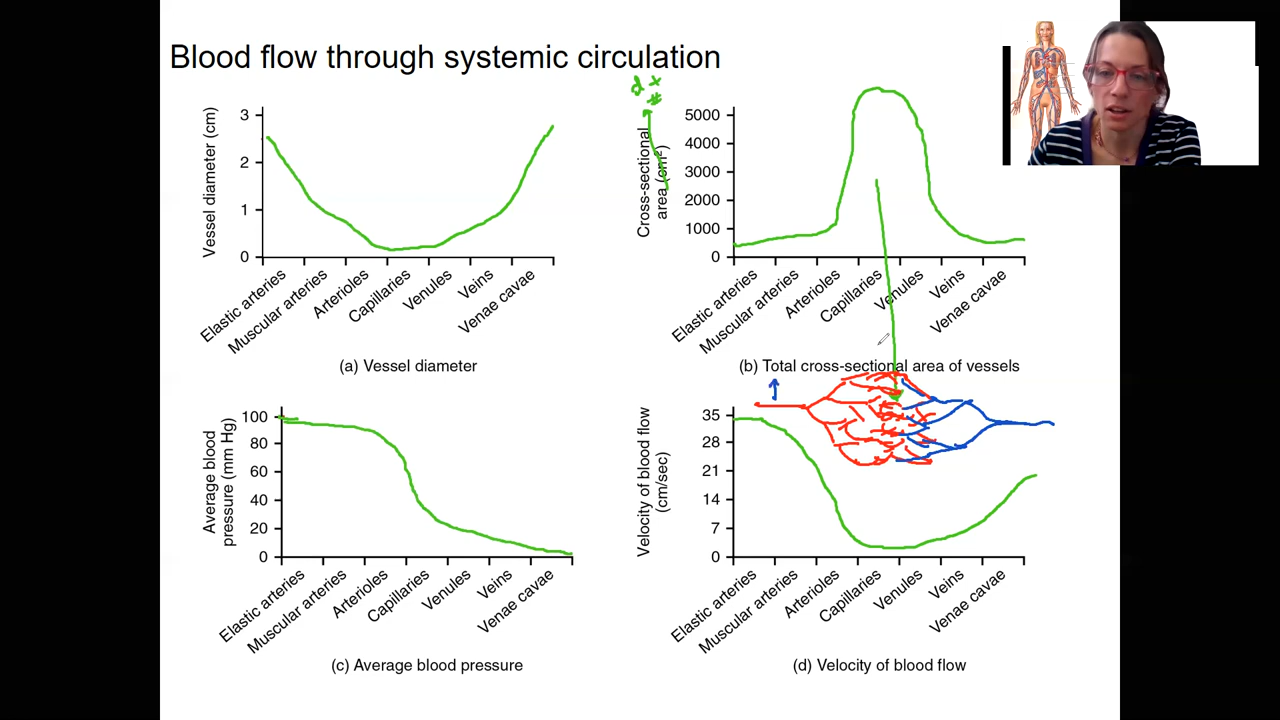 Blood flow through systemic circulation
d x
#
Vessel diameter (cm)
3
2
1
0
Elastic arteries
Muscular arteries
Arterioles
Capillaries
Venules
Veins
Venae cavae
(a) Vessel diameter
Cross-sectional
area (cm²)
5000
4000
3000
2000
1000
0
Elastic arteries
Muscular arteries
Arterioles
Capillaries
Venules
Veins
Venae cavae
(b) Total cross-sectional area of vessels
Average blood
pressure (mm Hg)
100
80
60
40
20
0
Elastic arteries
Muscular arteries
Arterioles
Capillaries
Venules
Veins
Venae cavae
(c) Average blood pressure
Velocity of blood flow
(cm/sec)
35
28
21
14
7
0
Elastic arteries
Muscular arteries
Arterioles
Capillaries
Venules
Veins
Venae cavae
(d) Velocity of blood flow